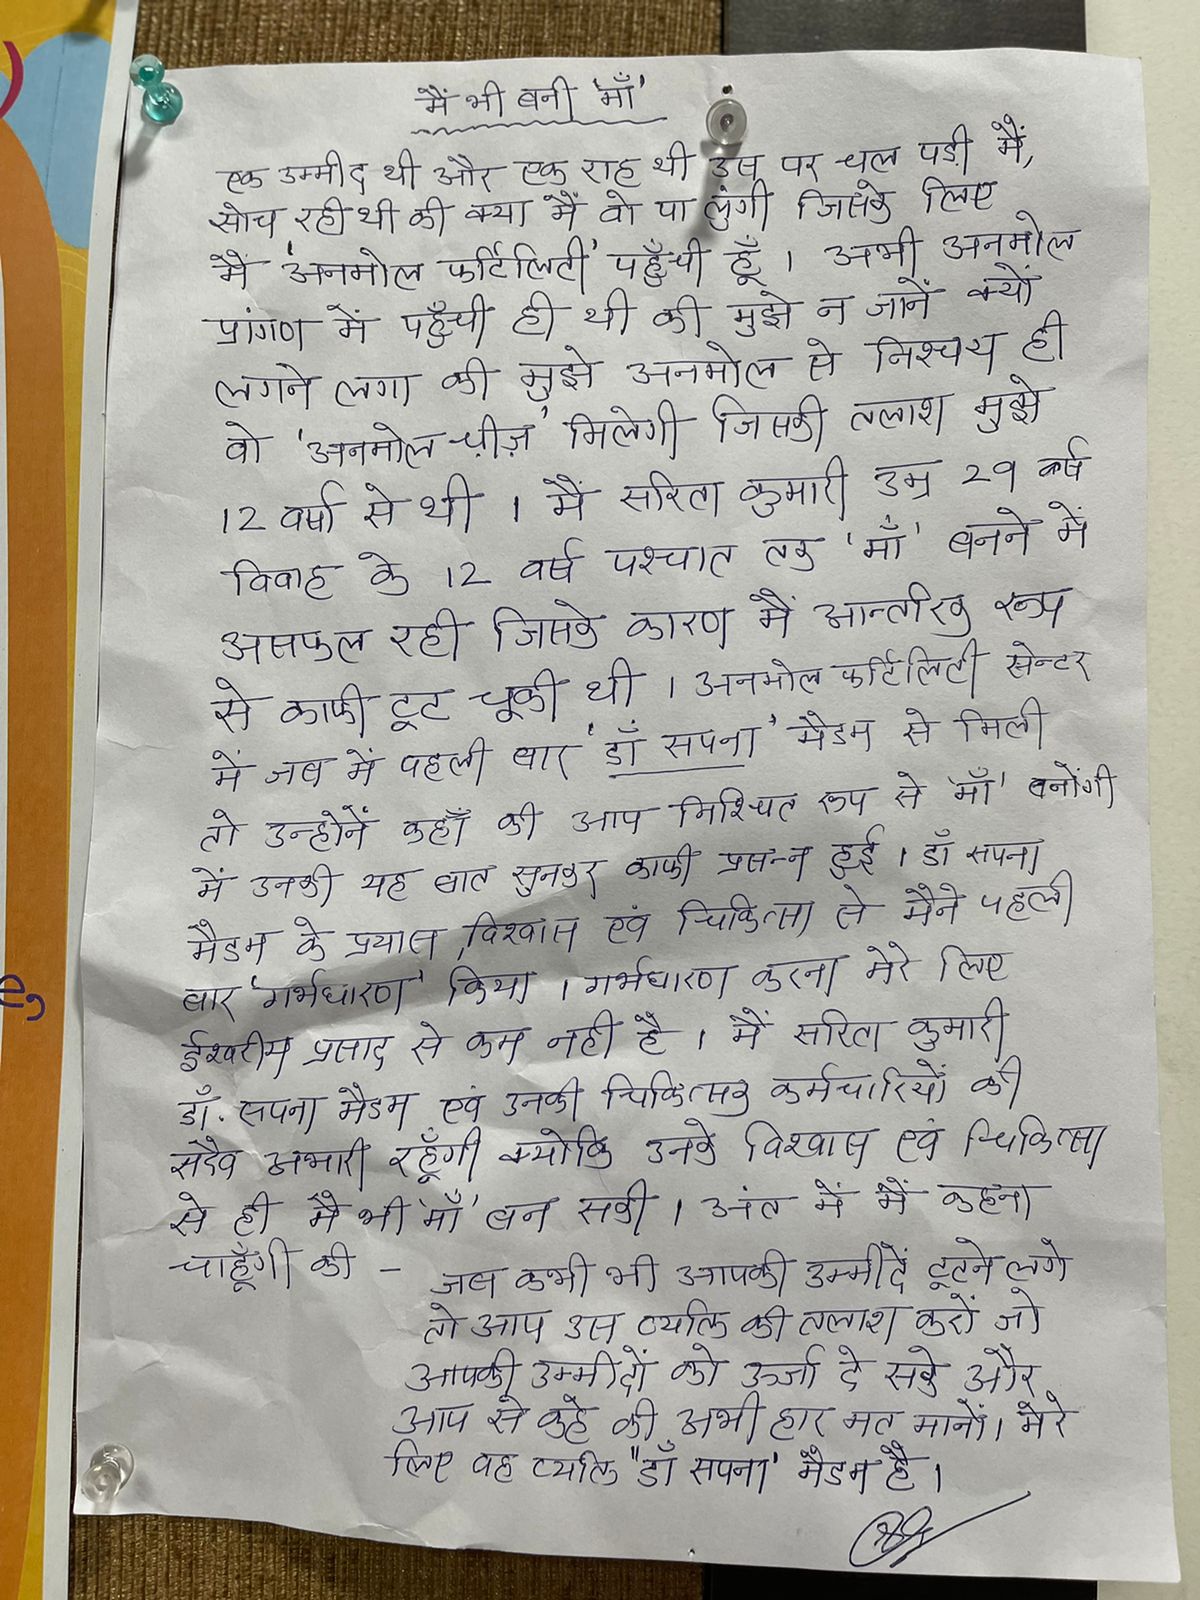 मैं भी बनी 'माँ'
एक उम्मीद थी और एक राह थी उस पर चल पड़ी मैं,
सोच रही थी की क्या मैं वो पा लुंगी जिसके लिए
मैं 'अनमोल फर्टिलिटी' पहुँची हूँ । अभी अनमोल
प्रांगण में पहुँची ही थी की मुझे न जानें क्यों
लगने लगा की मुझे अनमोल से निश्चय ही
वो 'अनमोल चीज़' मिलेगी जिसकी तलाश मुझे
12 वर्षो से थी । मैं सरिता कुमारी उम्र 29 वर्ष
विवाह के 12 वर्ष पश्चात तक 'माँ' बनने में
असफल रही जिसके कारण मैं आन्तरिक रूप
से काफी टूट चूकी थी । अनमोल फर्टिलिटी सेन्टर
में जब में पहली बार 'डॉ सपना' मैडम से मिली
तो उन्होनें कहाँ की आप निश्चित रूप से 'माँ' बनोंगी
में उनकी यह बात सुनकर काफी प्रसन्न हुई । डॉ सपना
मैडम के प्रयास, विश्वास एवं चिकित्सा से मैने पहली
बार 'गर्भधारण' किया । गर्भधारण करना मेरे लिए
ईश्वरीय प्रसाद से कम नही है । मैं सरिता कुमारी
डॉ. सपना मैडम एवं उनकी चिकित्सक कर्मचारियों की
सदैव अभारी रहूँगी क्योकि उनके विश्वास एवं चिकित्सा
से ही मै भी 'माँ' बन सकी । अंत में मैं कहना
चाहूँगी की -
जब कभी भी आपकी उम्मीदें टूटने लगे
तो आप उस व्यक्ति की तलाश करों जो
आपकी उम्मीदों को ऊर्जा दे सके और
आप से कहे की अभी हार मत मानों। मेरे
लिए वह व्यक्ति "डॉ सपना' मैडम है ।
e,